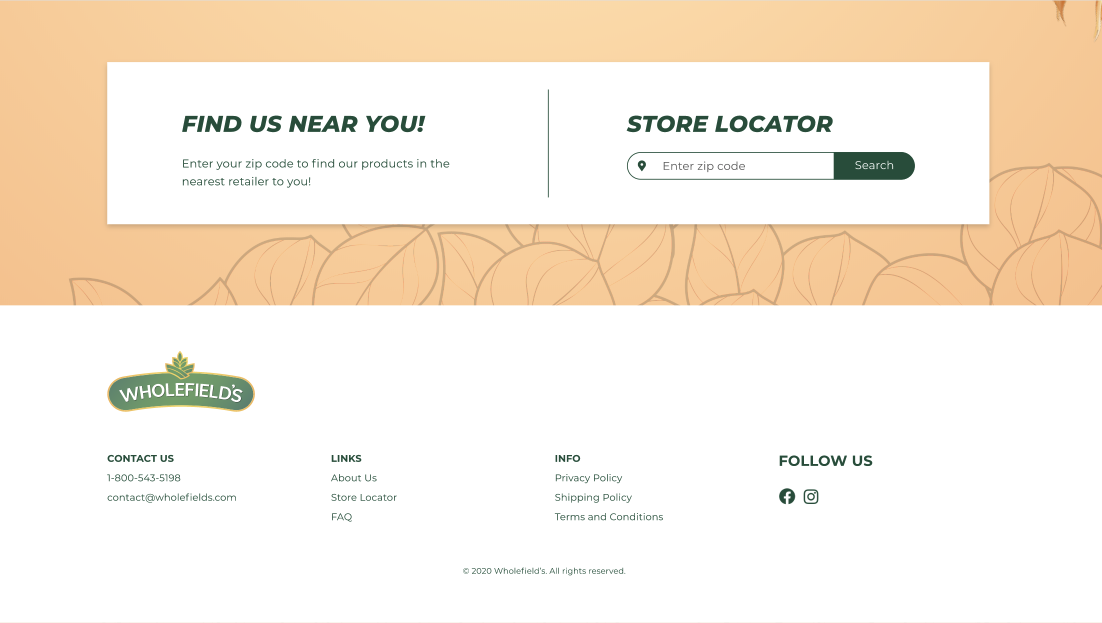 FIND US NEAR YOU!
Enter your zip code to find our products in the
nearest retailer to you!
STORE LOCATOR
Enter zip code
Search
WHOLEFIELD'S
CONTACT US
1-800-543-5198
contact@wholefields.com
LINKS
About Us
Store Locator
FAQ
INFO
Privacy Policy
Shipping Policy
Terms and Conditions
FOLLOW US
© 2020 Wholefield's. All rights reserved.